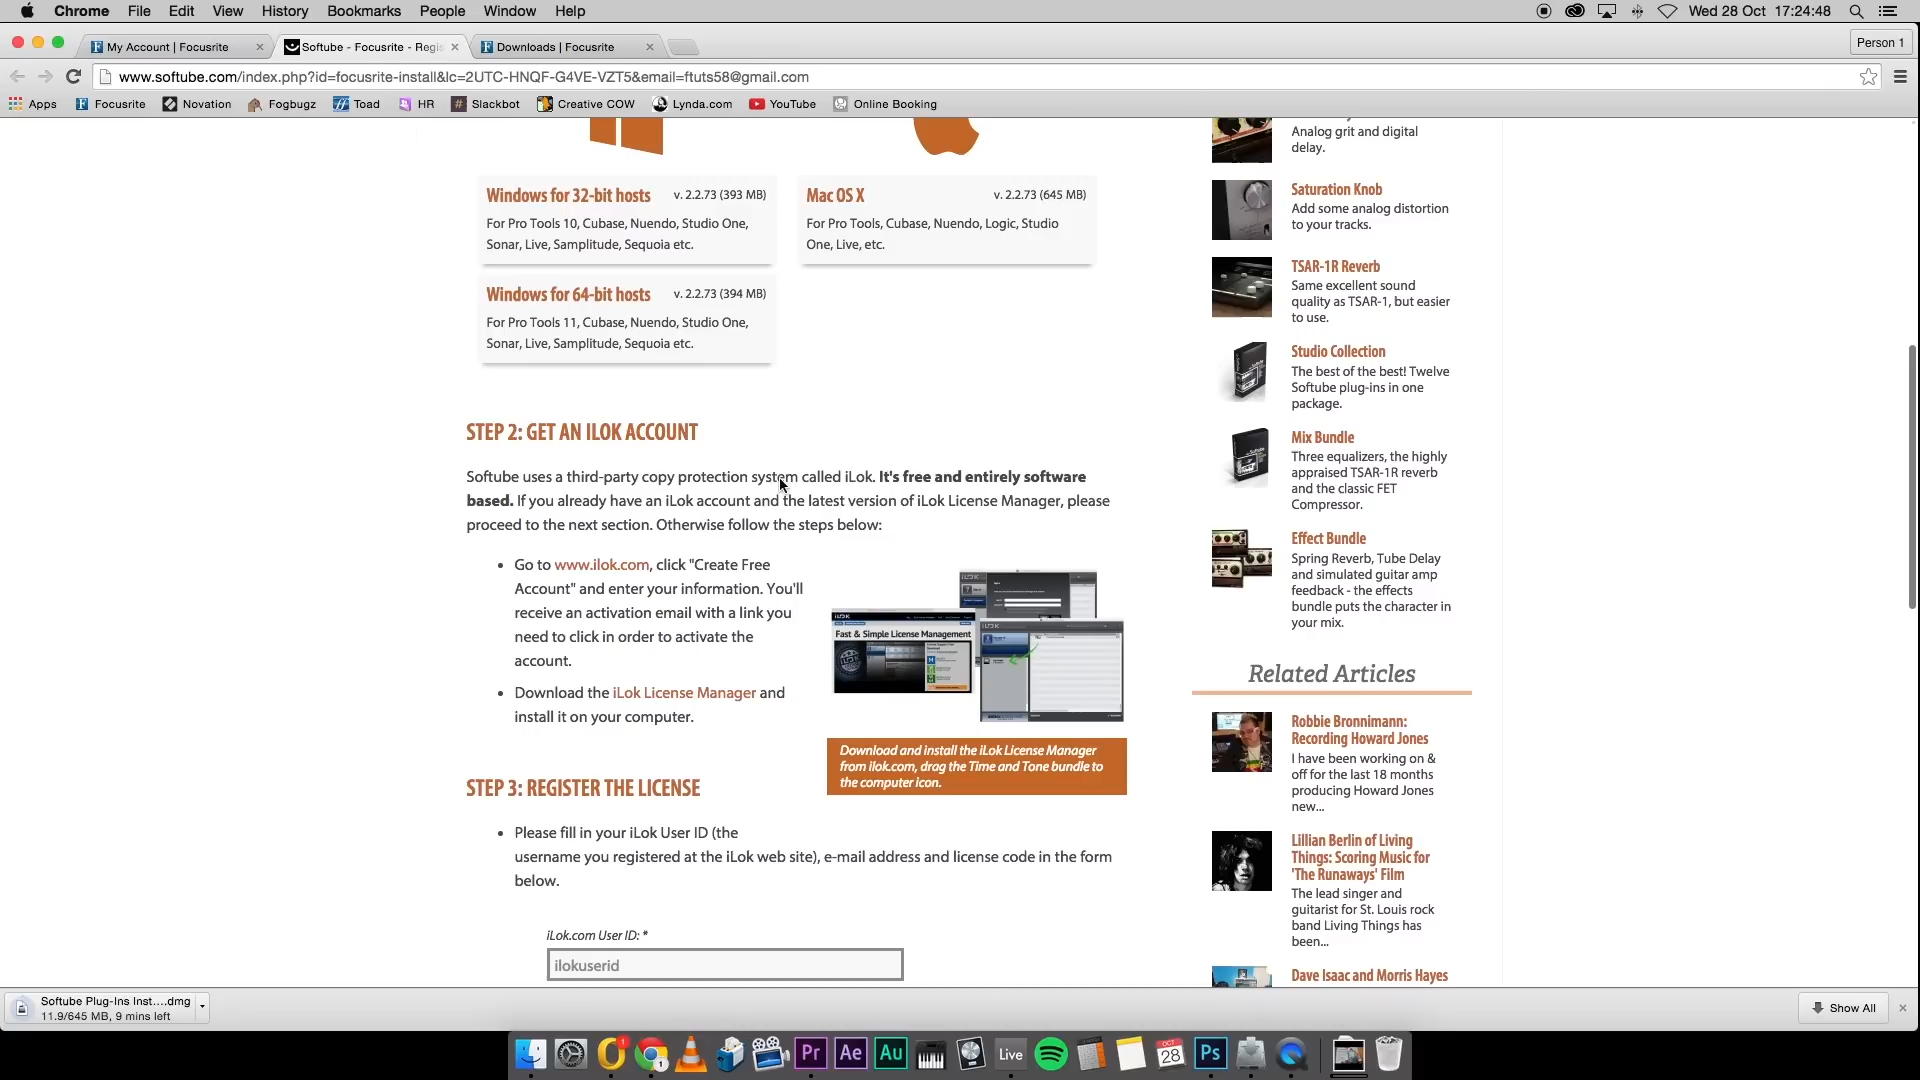 Chrome File Edit View History Bookmarks People Window Help Wed 28 Oct 17:24:48
My Account | Focusrite
Softube - Focusrite - Regi
Downloads | Focusrite
Person 1
www.softube.com/index.php?id=focusrite-install&lc=2UTC-HNQF-G4VE-VZT5&email=ftuts58@gmail.com
Apps Focusrite Novation Fogbugz Toad HR Slackbot Creative COW Lynda.com YouTube Online Booking
Windows for 32-bit hosts v. 2.2.73 (393 MB)
For Pro Tools 10, Cubase, Nuendo, Studio One,
Sonar, Live, Samplitude, Sequoia etc.
Mac OS X v. 2.2.73 (645 MB)
For Pro Tools, Cubase, Nuendo, Logic, Studio
One, Live, etc.
Windows for 64-bit hosts v. 2.2.73 (394 MB)
For Pro Tools 11, Cubase, Nuendo, Studio One,
Sonar, Live, Samplitude, Sequoia etc.
STEP 2: GET AN ILOK ACCOUNT
Softube uses a third-party copy protection system called iLok. It's free and entirely software
based. If you already have an iLok account and the latest version of iLok License Manager, please
proceed to the next section. Otherwise follow the steps below:
• Go to www.ilok.com, click "Create Free
Account" and enter your information. You'll
receive an activation email with a link you
need to click in order to activate the
account.
• Download the iLok License Manager and
install it on your computer.
Fast & Simple License Management
Download and install the iLok License Manager
from ilok.com, drag the Time and Tone bundle to
the computer icon.
STEP 3: REGISTER THE LICENSE
• Please fill in your iLok User ID (the
username you registered at the iLok web site), e-mail address and license code in the form
below.
iLok.com User ID: *
ilokuserid
Analog grit and digital
delay.
Saturation Knob
Add some analog distortion
to your tracks.
TSAR-1R Reverb
Same excellent sound
quality as TSAR-1, but easier
to use.
Studio Collection
The best of the best! Twelve
Softube plug-ins in one
package.
Mix Bundle
Three equalizers, the highly
appraised TSAR-1R reverb
and the classic FET
Compressor.
Effect Bundle
Spring Reverb, Tube Delay
and simulated guitar amp
feedback - the effects
bundle puts the character in
your mix.
Related Articles
Robbie Bronnimann:
Recording Howard Jones
I have been working on &
off for the last 18 months
producing Howard Jones
new...
Lillian Berlin of Living
Things: Scoring Music for
'The Runaways' Film
The lead singer and
guitarist for St. Louis rock
band Living Things has
been...
Dave Isaac and Morris Hayes
Softube Plug-Ins Inst....dmg
11.9/645 MB, 9 mins left
Show All
1 1 Pr Ae Au Live OCT 28 Ps